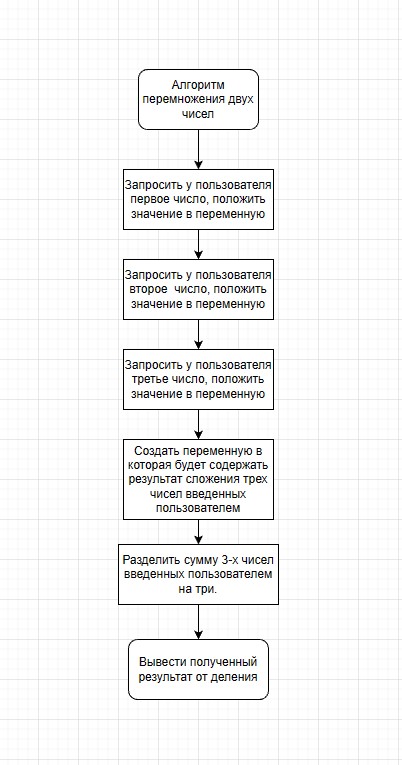 Алгоритм
перемножения двух
чисел
Запросить у пользователя
первое число, положить
значение в переменную
Запросить у пользователя
второе число, положить
значение в переменную
Запросить у пользователя
третье число, положить
значение в переменную
Создать переменную в
которая будет содержать
результат сложения трех
чисел введенных
пользователем
Разделить сумму 3-х чисел
введенных пользователем
на три.
Вывести полученный
результат от деления